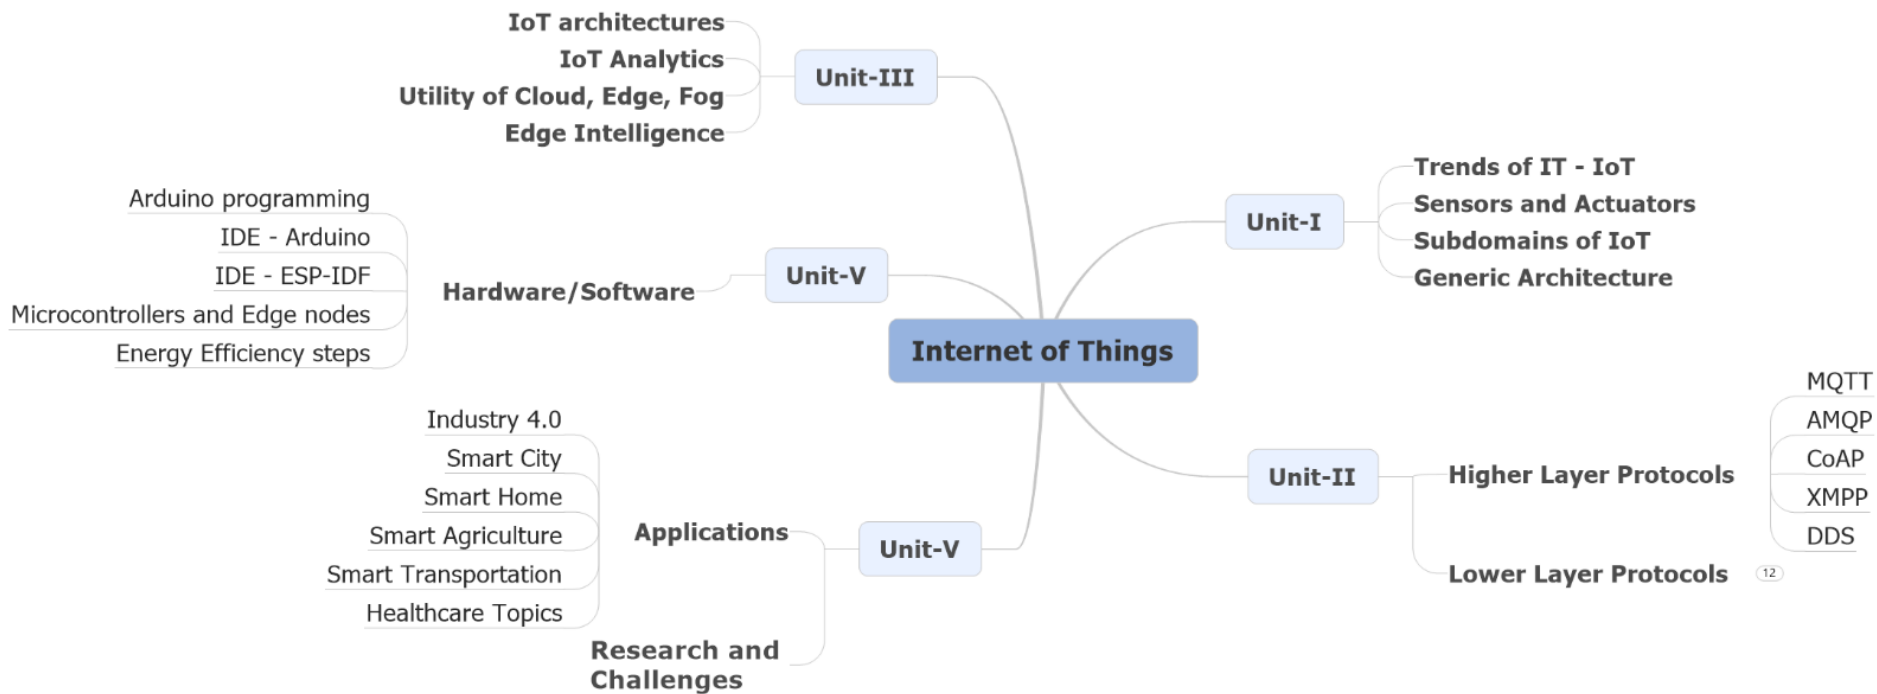 Internet of Things
Unit-I
Trends of IT - IoT
Sensors and Actuators
Subdomains of IoT
Generic Architecture
Unit-II
Higher Layer Protocols
MQTT
AMQP
CoAP
XMPP
DDS
Lower Layer Protocols
12
Unit-III
IoT architectures
IoT Analytics
Utility of Cloud, Edge, Fog
Edge Intelligence
Unit-V
Hardware/Software
Arduino programming
IDE - Arduino
IDE - ESP-IDF
Microcontrollers and Edge nodes
Energy Efficiency steps
Unit-V
Applications
Industry 4.0
Smart City
Smart Home
Smart Agriculture
Smart Transportation
Healthcare Topics
Research and
Challenges